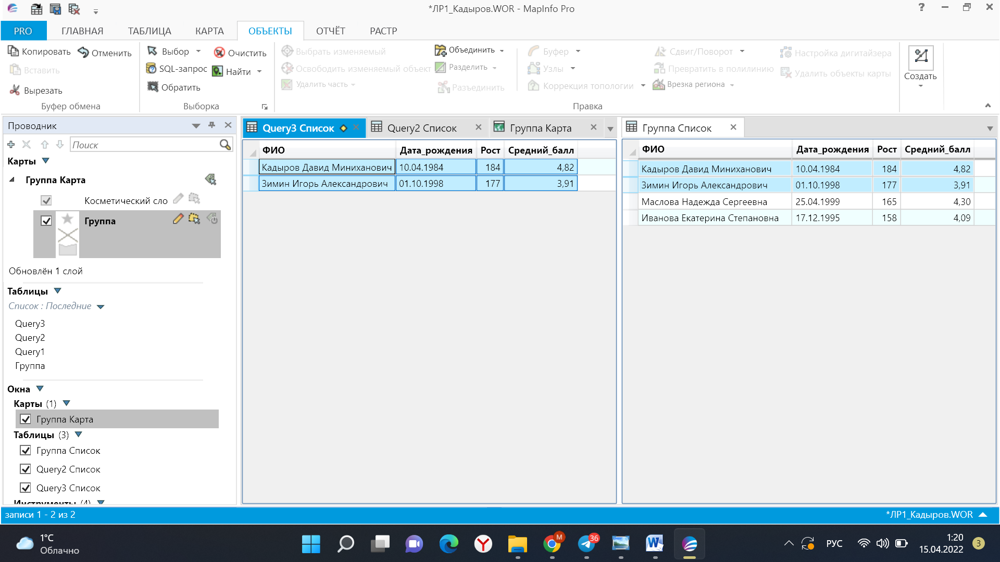 *ЛР1_Кадыров.WOR - MapInfo Pro
PRO ГЛАВНАЯ ТАБЛИЦА КАРТА ОБЪЕКТЫ ОТЧЁТ РАСТР
Копировать Отменить
Вставить
Вырезать
Буфер обмена
Выбор Очистить
SQL-запрос Найти
Обратить
Выборка
Выбрать изменяемый
Освободить изменяемый объект
Удалить часть
Объединить
Разделить
Разъединить
Буфер
Узлы
Коррекция топологии
Сдвиг/Поворот
Превратить в полилинию
Врезка региона
Настройка дигитайзера
Удалить объекты карты
Правка
Создать
Проводник
Поиск
Карты
Группа Карта
Косметический сло
Группа
Обновлён 1 слой
Таблицы
Список : Последние
Query3
Query2
Query1
Группа
Окна
Карты (1)
Группа Карта
Таблицы (3)
Группа Список
Query2 Список
Query3 Список
Инструменты (4)
Query3 Список Query2 Список Группа Карта
ФИО Дата_рождения Рост Средний_балл
Кадыров Давид Миниханович 10.04.1984 184 4,82
Зимин Игорь Александрович 01.10.1998 177 3,91
Группа Список
ФИО Дата_рождения Рост Средний_балл
Кадыров Давид Миниханович 10.04.1984 184 4,82
Зимин Игорь Александрович 01.10.1998 177 3,91
Маслова Надежда Сергеевна 25.04.1999 165 4,30
Иванова Екатерина Степановна 17.12.1995 158 4,09
записи 1 - 2 из 2
*ЛР1_Кадыров.WOR
1°C
Облачно
M
36
РУС
1:20
15.04.2022
3